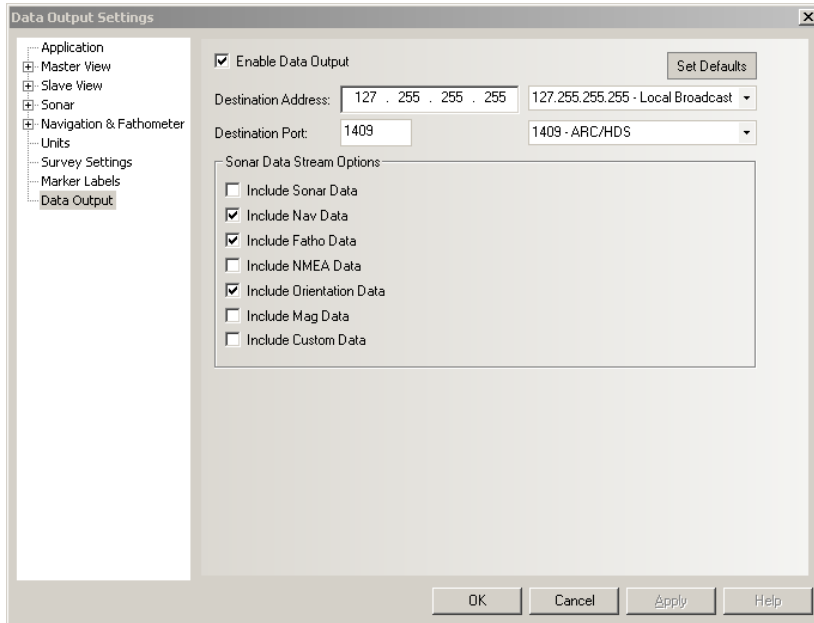 Data Output Settings
Application
Master View
Slave View
Sonar
Navigation & Fathometer
Units
Survey Settings
Marker Labels
Data Output
Enable Data Output
Set Defaults
Destination Address: 127 . 255 . 255 . 255 127.255.255.255 - Local Broadcast
Destination Port: 1409 1409 - ARC/HDS
Sonar Data Stream Options
Include Sonar Data
Include Nav Data
Include Fatho Data
Include NMEA Data
Include Orientation Data
Include Mag Data
Include Custom Data
OK Cancel Apply Help